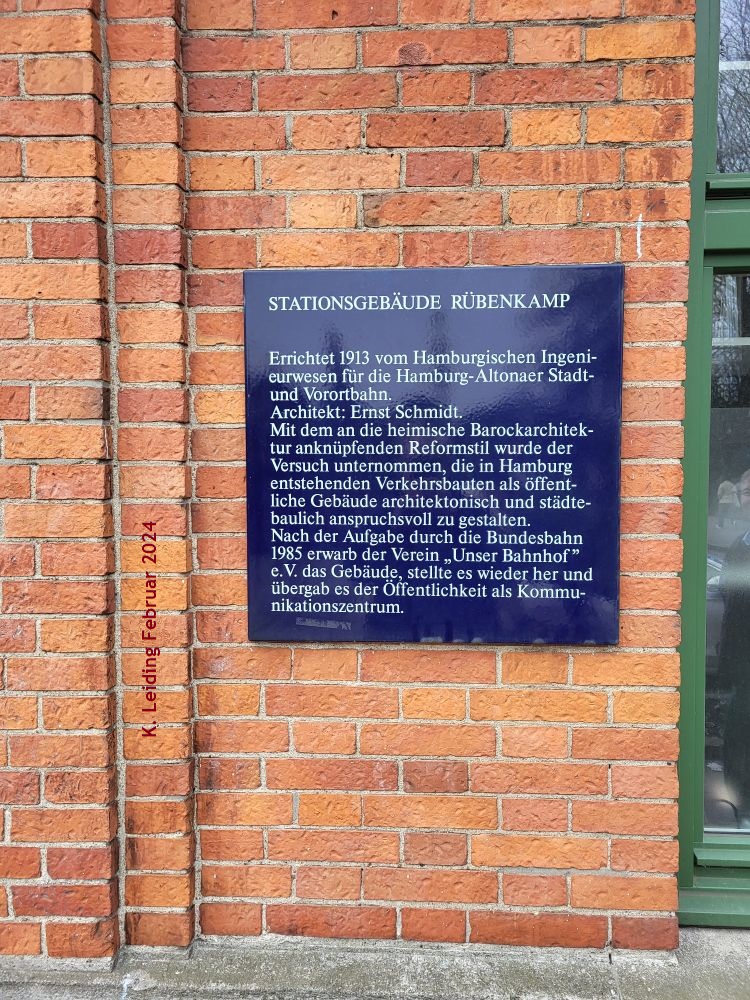 STATIONSGEBÄUDE RÜBENKAMP
Errichtet 1913 vom Hamburgischen Ingeni-
eurwesen für die Hamburg-Altonaer Stadt-
und Vorortbahn.
Architekt: Ernst Schmidt.
Mit dem an die heimische Barockarchitek-
tur anknüpfenden Reformstil wurde der
Versuch unternommen, die in Hamburg
entstehenden Verkehrsbauten als öffent-
liche Gebäude architektonisch und städte-
baulich anspruchsvoll zu gestalten.
Nach der Aufgabe durch die Bundesbahn
1985 erwarb der Verein „Unser Bahnhof”
e.V. das Gebäude, stellte es wieder her und
übergab es der Öffentlichkeit als Kommu-
nikationszentrum.
K. Leiding Februar 2024